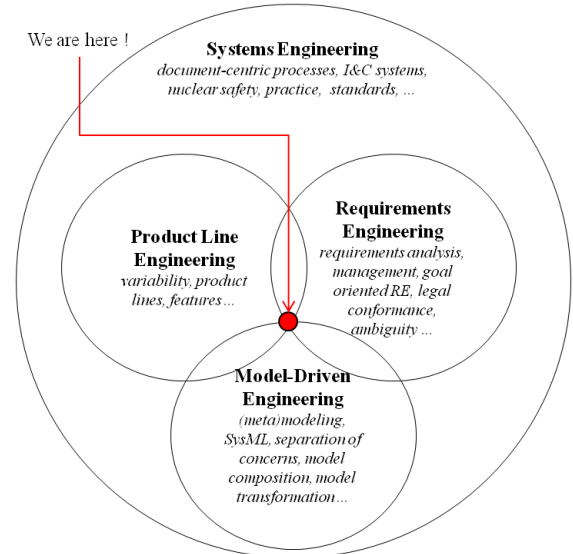 We are here !
Systems Engineering
document-centric processes, I&C systems,
nuclear safety, practice, standards, ...
Product Line
Engineering
variability, product
lines, features ...
Requirements
Engineering
requirements analysis,
management, goal
oriented RE, legal
conformance,
ambiguity ...
Model-Driven
Engineering
(meta)modeling,
SysML, separation of
concerns, model
composition, model
transformation ...